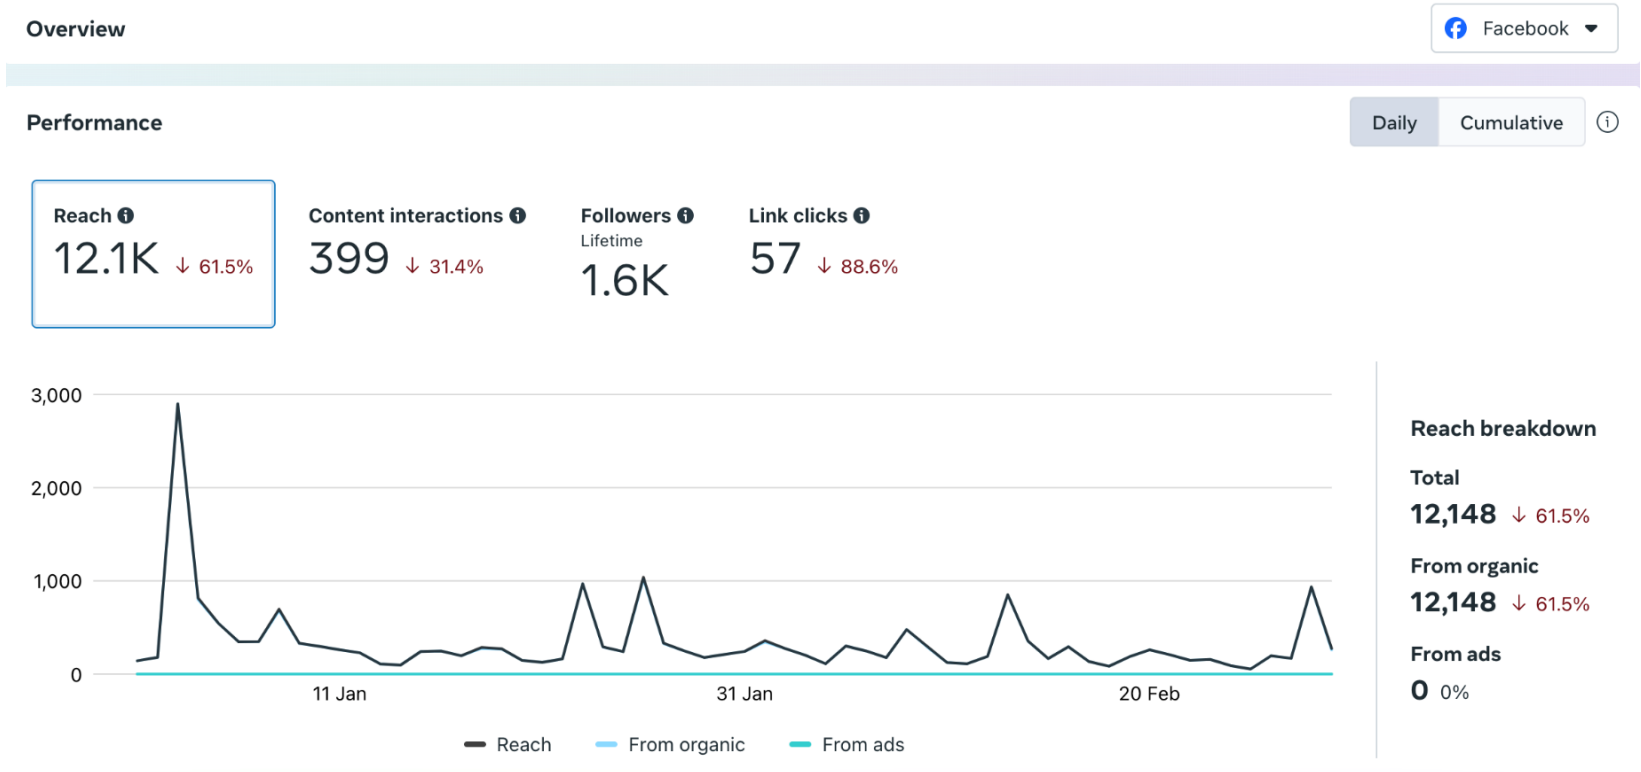 Overview
Facebook
Performance
Daily
Cumulative
Reach
12.1K ↓ 61.5%
Content interactions
399 ↓ 31.4%
Followers
Lifetime
1.6K
Link clicks
57 ↓ 88.6%
3,000
2,000
1,000
0
11 Jan
31 Jan
20 Feb
Reach
From organic
From ads
Reach breakdown
Total
12,148 ↓ 61.5%
From organic
12,148 ↓ 61.5%
From ads
0 0%